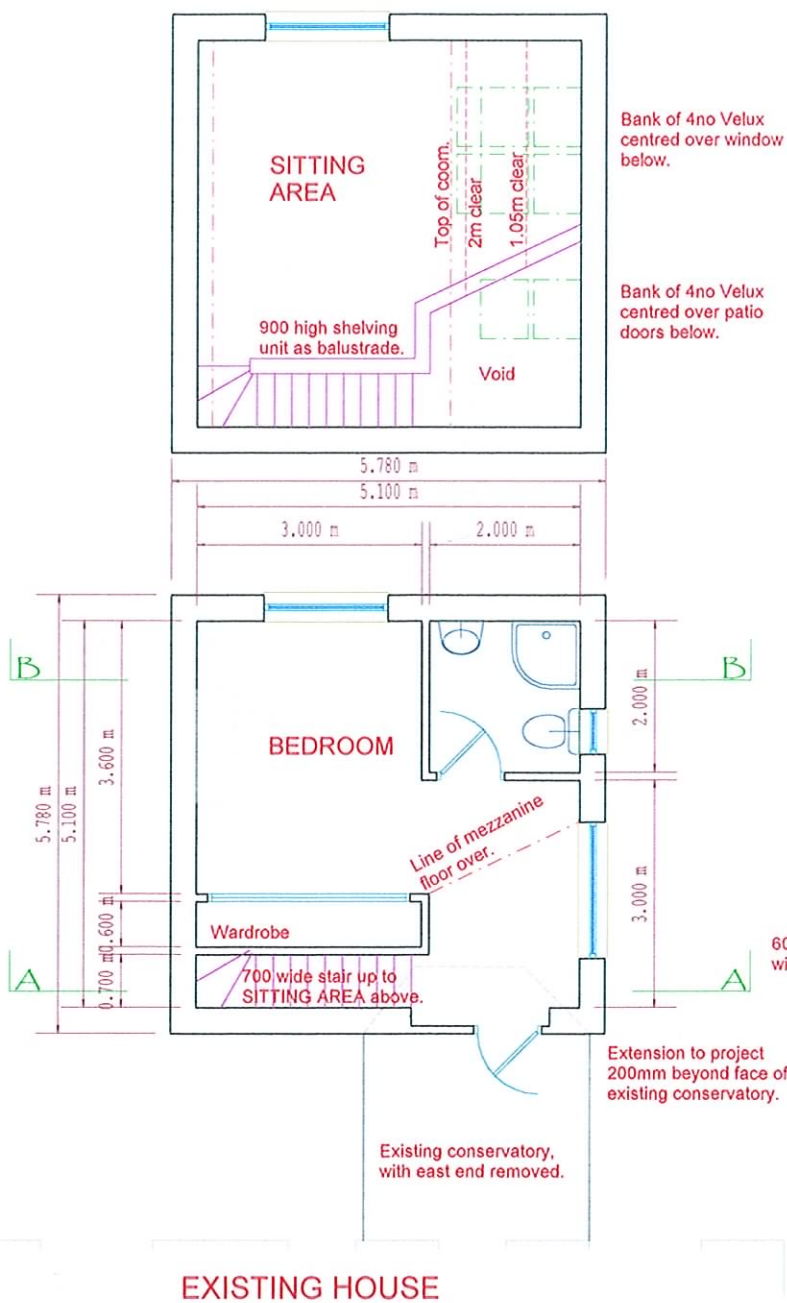 Bank of 4no Velux
centred over window
below.
SITTING
AREA
Top of coom.
2m clear
1.05m clear
Bank of 4no Velux
centred over patio
doors below.
900 high shelving
unit as balustrade.
Void
5.780 m
5.100 m
3.000 m
2.000 m
B
B
2.000 m
BEDROOM
3.600 m
5.780 m
5.100 m
Line of mezzanine
floor over.
3.000 m
Wardrobe
0.600 m
60
wi
A
A
0.700 m
700 wide stair up to
SITTING AREA above.
Extension to project
200mm beyond face of
existing conservatory.
Existing conservatory,
with east end removed.
EXISTING HOUSE